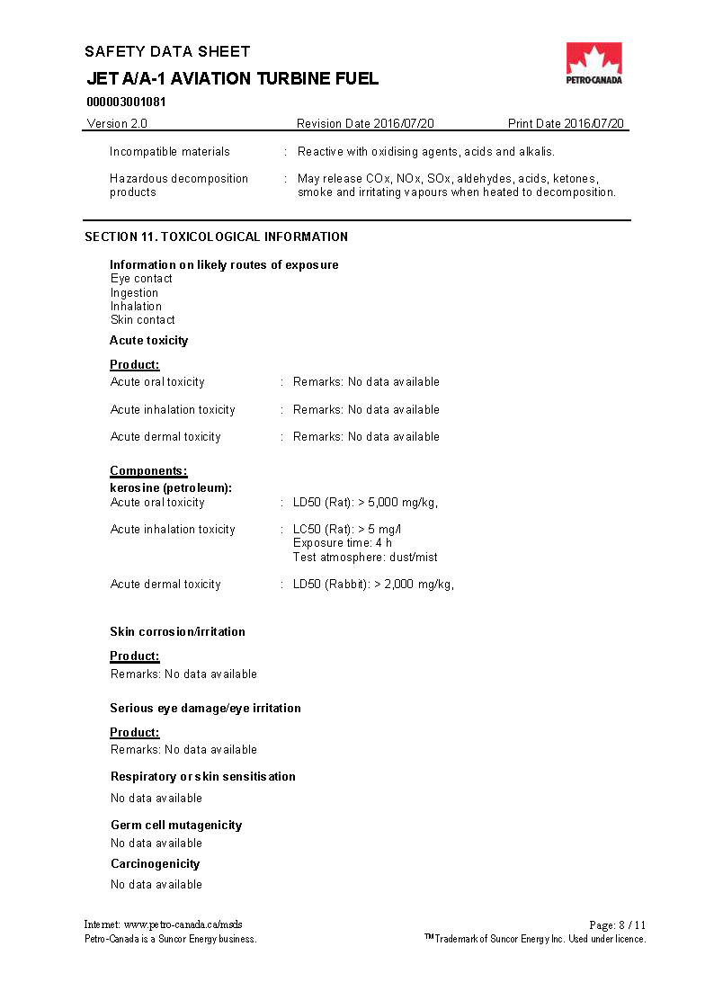 SAFETY DATA SHEET
JET A/A-1 AVIATION TURBINE FUEL
PETRO-CANADA
000003001081
Version 2.0 Revision Date 2016/07/20 Print Date 2016/07/20
Incompatible materials : Reactive with oxidising agents, acids and alkalis.
Hazardous decomposition : May release COx, NOx, SOx, aldehydes, acids, ketones,
products smoke and irritating vapours when heated to decomposition.
SECTION 11. TOXICOLOGICAL INFORMATION
Information on likely routes of exposure
Eye contact
Ingestion
Inhalation
Skin contact
Acute toxicity
Product:
Acute oral toxicity : Remarks: No data available
Acute inhalation toxicity : Remarks: No data available
Acute dermal toxicity : Remarks: No data available
Components:
kerosine (petroleum):
Acute oral toxicity : LD50 (Rat): > 5,000 mg/kg,
Acute inhalation toxicity : LC50 (Rat): > 5 mg/l
Exposure time: 4 h
Test atmosphere: dust/mist
Acute dermal toxicity : LD50 (Rabbit): > 2,000 mg/kg,
Skin corrosion/irritation
Product:
Remarks: No data available
Serious eye damage/eye irritation
Product:
Remarks: No data available
Respiratory or skin sensitisation
No data available
Germ cell mutagenicity
No data available
Carcinogenicity
No data available
Internet: www.petro-canada.ca/msds Page: 8 / 11
Petro-Canada is a Suncor Energy business. TM Trademark of Suncor Energy Inc. Used under licence.